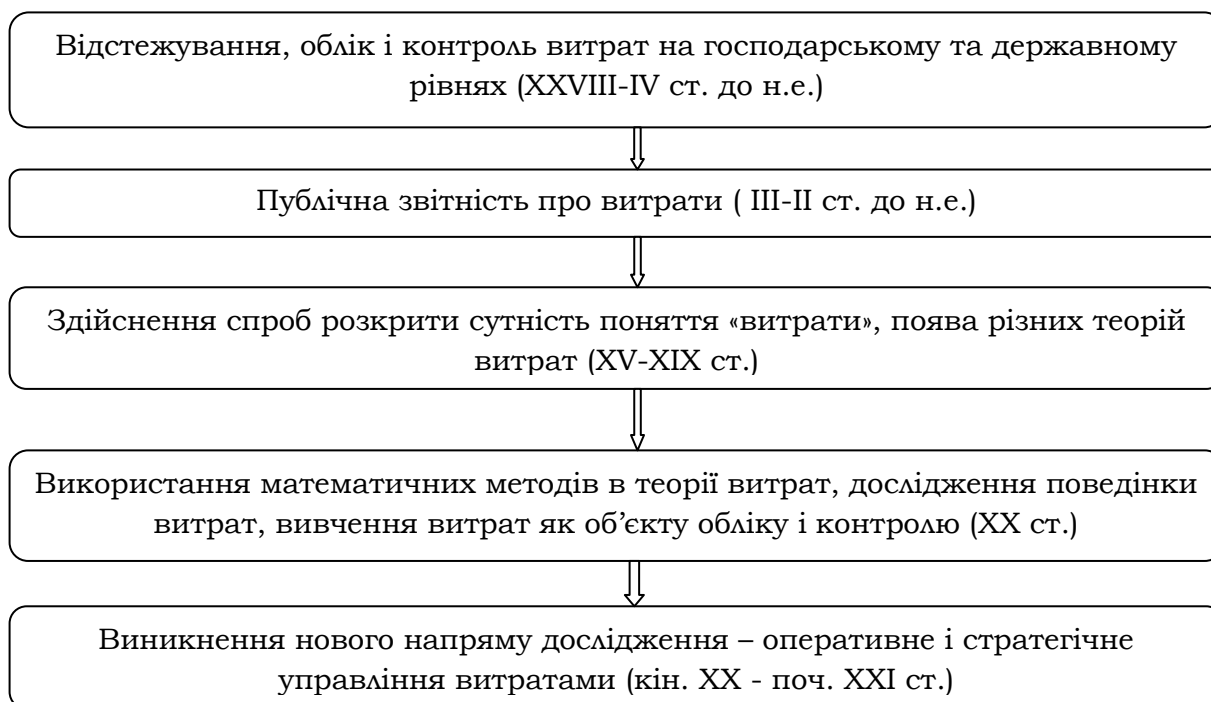 Відстежування, облік і контроль витрат на господарському та державному
рівнях (XXVIII-IV ст. до н.е.)
Публічна звітність про витрати ( III-II ст. до н.е.)
Здійснення спроб розкрити сутність поняття «витрати», поява різних теорій
витрат (XV-XIX ст.)
Використання математичних методів в теорії витрат, дослідження поведінки
витрат, вивчення витрат як об’єкту обліку і контролю (XX ст.)
Виникнення нового напряму дослідження – оперативне і стратегічне
управління витратами (кін. XX - поч. XXI ст.)